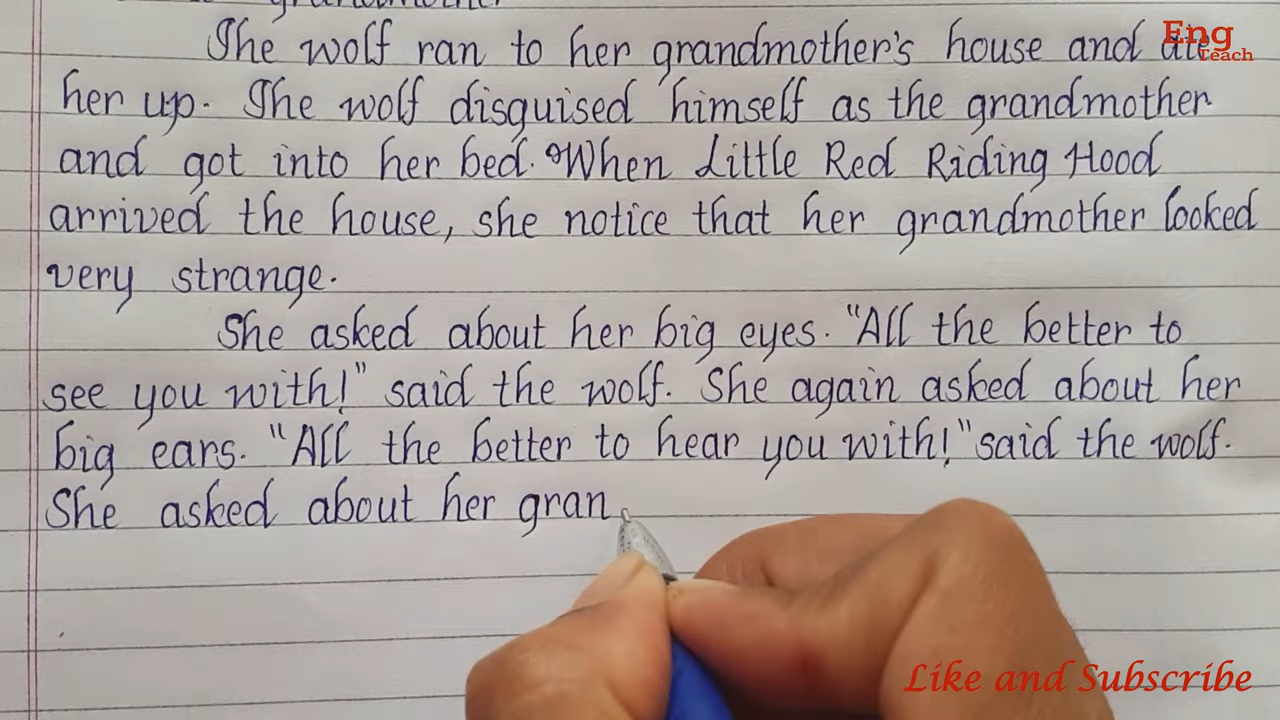 grandmother
The wolf ran to her grandmother's house and ate
her up. The wolf disguised himself as the grandmother
and got into her bed. When Little Red Riding Hood
arrived the house, she notice that her grandmother looked
very strange.
She asked about her big eyes. "All the better to
see you with!" said the wolf. She again asked about her
big ears. "All the better to hear you with!" said the wolf.
She asked about her gran
Eng
Teach
Like and Subscribe